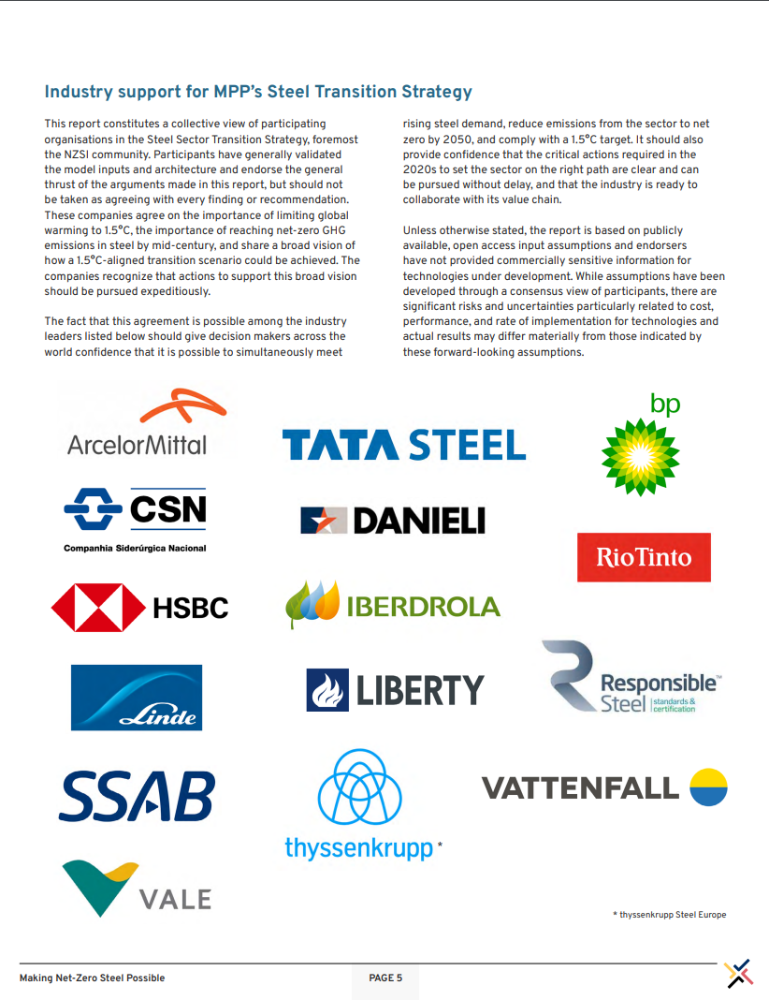 Industry support for MPP's Steel Transition Strategy
This report constitutes a collective view of participating
organisations in the Steel Sector Transition Strategy, foremost
the NZSI community. Participants have generally validated
the model inputs and architecture and endorse the general
thrust of the arguments made in this report, but should not
be taken as agreeing with every finding or recommendation.
These companies agree on the importance of limiting global
warming to 1.5°C, the importance of reaching net-zero GHG
emissions in steel by mid-century, and share a broad vision of
how a 1.5°C-aligned transition scenario could be achieved. The
companies recognize that actions to support this broad vision
should be pursued expeditiously.
The fact that this agreement is possible among the industry
leaders listed below should give decision makers across the
world confidence that it is possible to simultaneously meet
rising steel demand, reduce emissions from the sector to net
zero by 2050, and comply with a 1.5°C target. It should also
provide confidence that the critical actions required in the
2020s to set the sector on the right path are clear and can
be pursued without delay, and that the industry is ready to
collaborate with its value chain.
Unless otherwise stated, the report is based on publicly
available, open access input assumptions and endorsers
have not provided commercially sensitive information for
technologies under development. While assumptions have been
developed through a consensus view of participants, there are
significant risks and uncertainties particularly related to cost,
performance, and rate of implementation for technologies and
actual results may differ materially from those indicated by
these forward-looking assumptions.
ArcelorMittal
TATA STEEL
bp
CSN
Companhia Siderúrgica Nacional
DANIELI
RioTinto
HSBC
IBERDROLA
Linde
LIBERTY
Responsible™
Steel
standards &
certification
SSAB
thyssenkrupp *
VATTENFALL
VALE
* thyssenkrupp Steel Europe
Making Net-Zero Steel Possible
PAGE 5